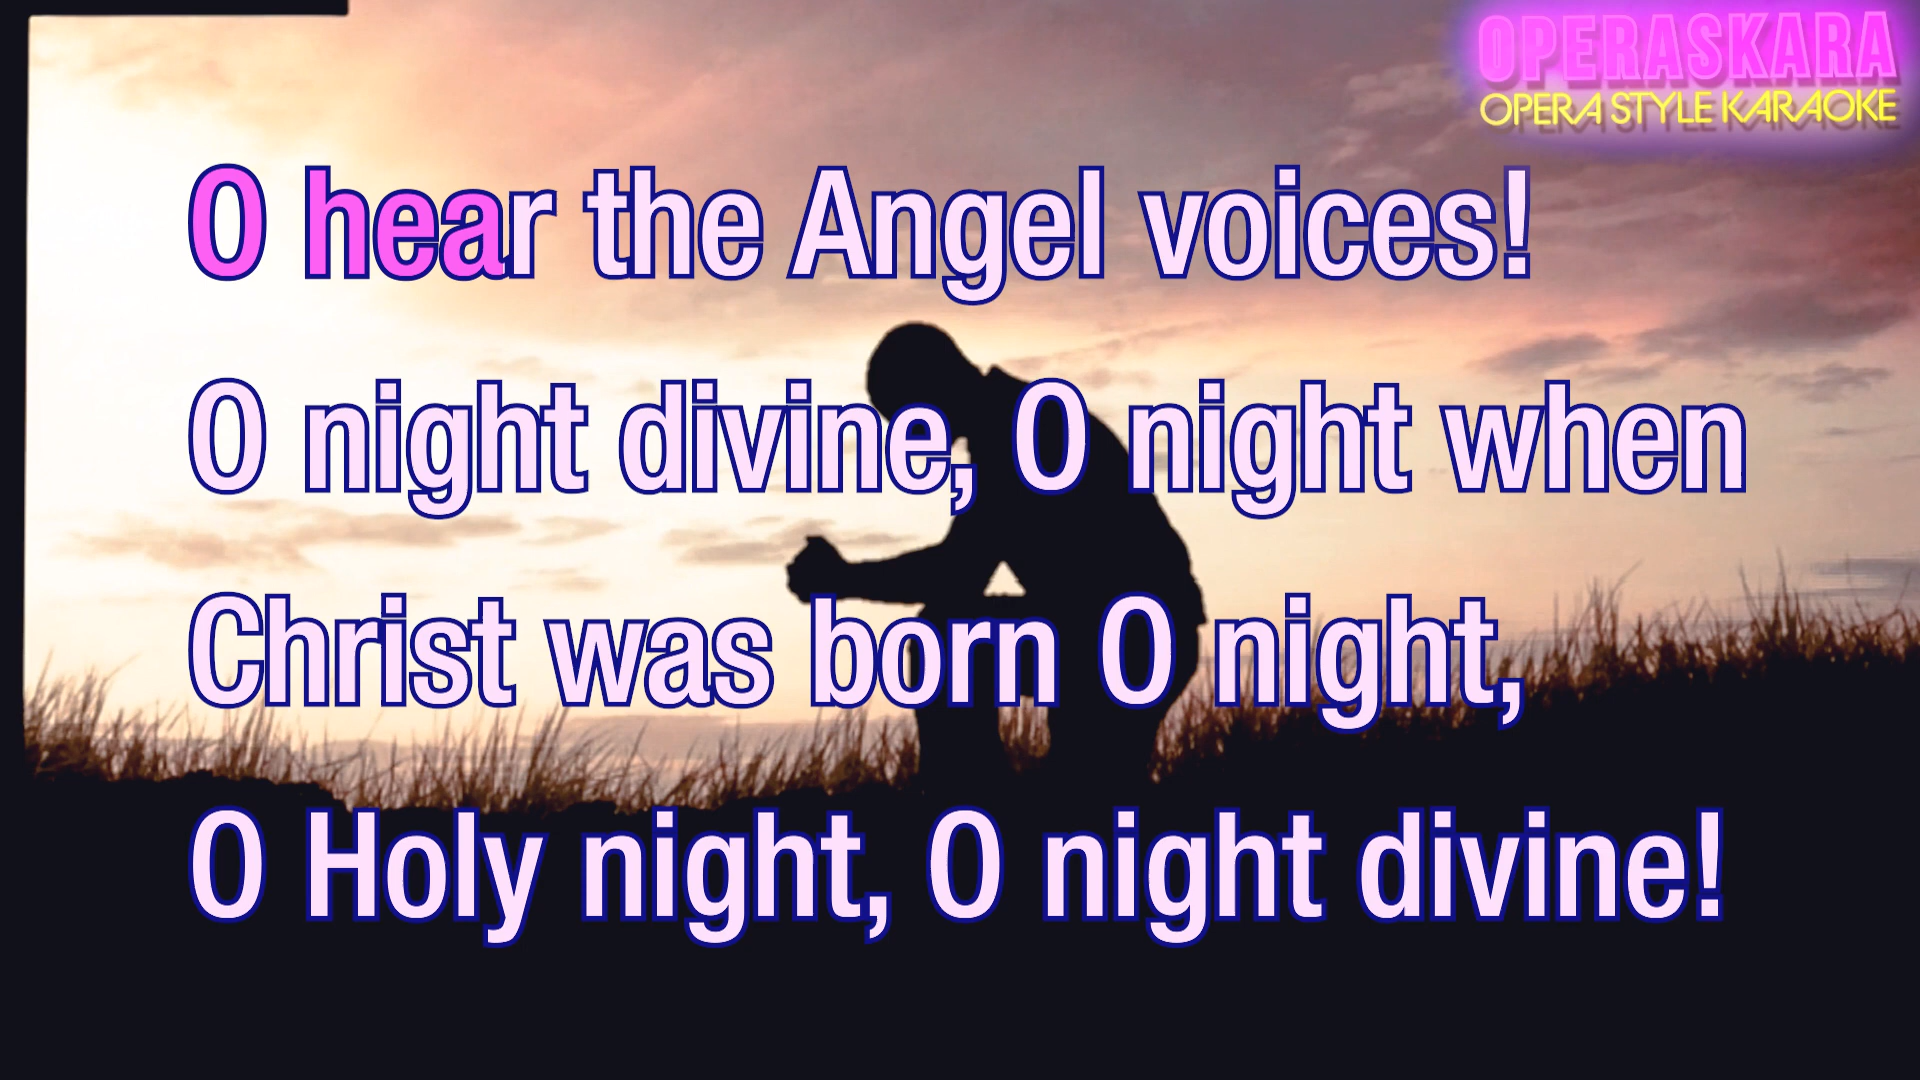 OPERASKARA
OPERA STYLE KARAOKE
O hear the Angel voices!
O night divine, O night when
Christ was born O night,
O Holy night, O night divine!